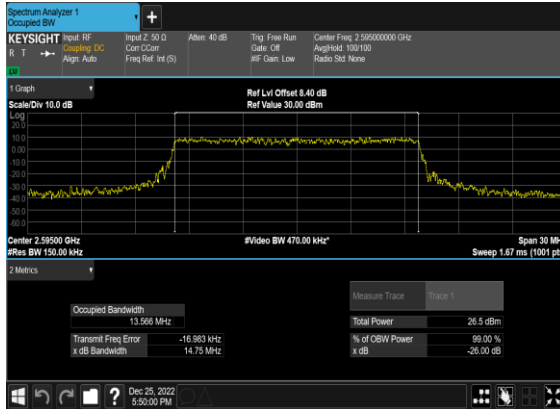 Spectrum Analyzer 1
Occupied BW
KEYSIGHT Input: RF Input Z: 50 Ω Atten: 40 dB Trig: Free Run Center Freq: 2.595000000 GHz
R T Coupling: DC Corr CCorr Gate: Off Avg|Hold: 100/100
Align: Auto Freq Ref: Int (S) #IF Gain: Low Radio Std: None
LU
1 Graph
Ref Lvl Offset 8.40 dB
Scale/Div 10.0 dB Ref Value 30.00 dBm
Log
20.0
10.0
0.00
-10.0
-20.0
-30.0
-40.0
-50.0
-60.0
Center 2.59500 GHz #Video BW 470.00 kHz* Span 30 MH
#Res BW 150.00 kHz Sweep 1.67 ms (1001 pt
2 Metrics
Measure Trace Trace 1
Occupied Bandwidth
13.566 MHz Total Power 26.5 dBm
Transmit Freq Error -16.983 kHz % of OBW Power 99.00 %
x dB Bandwidth 14.75 MHz x dB -26.00 dB
Dec 25, 2022
5:50:00 PM